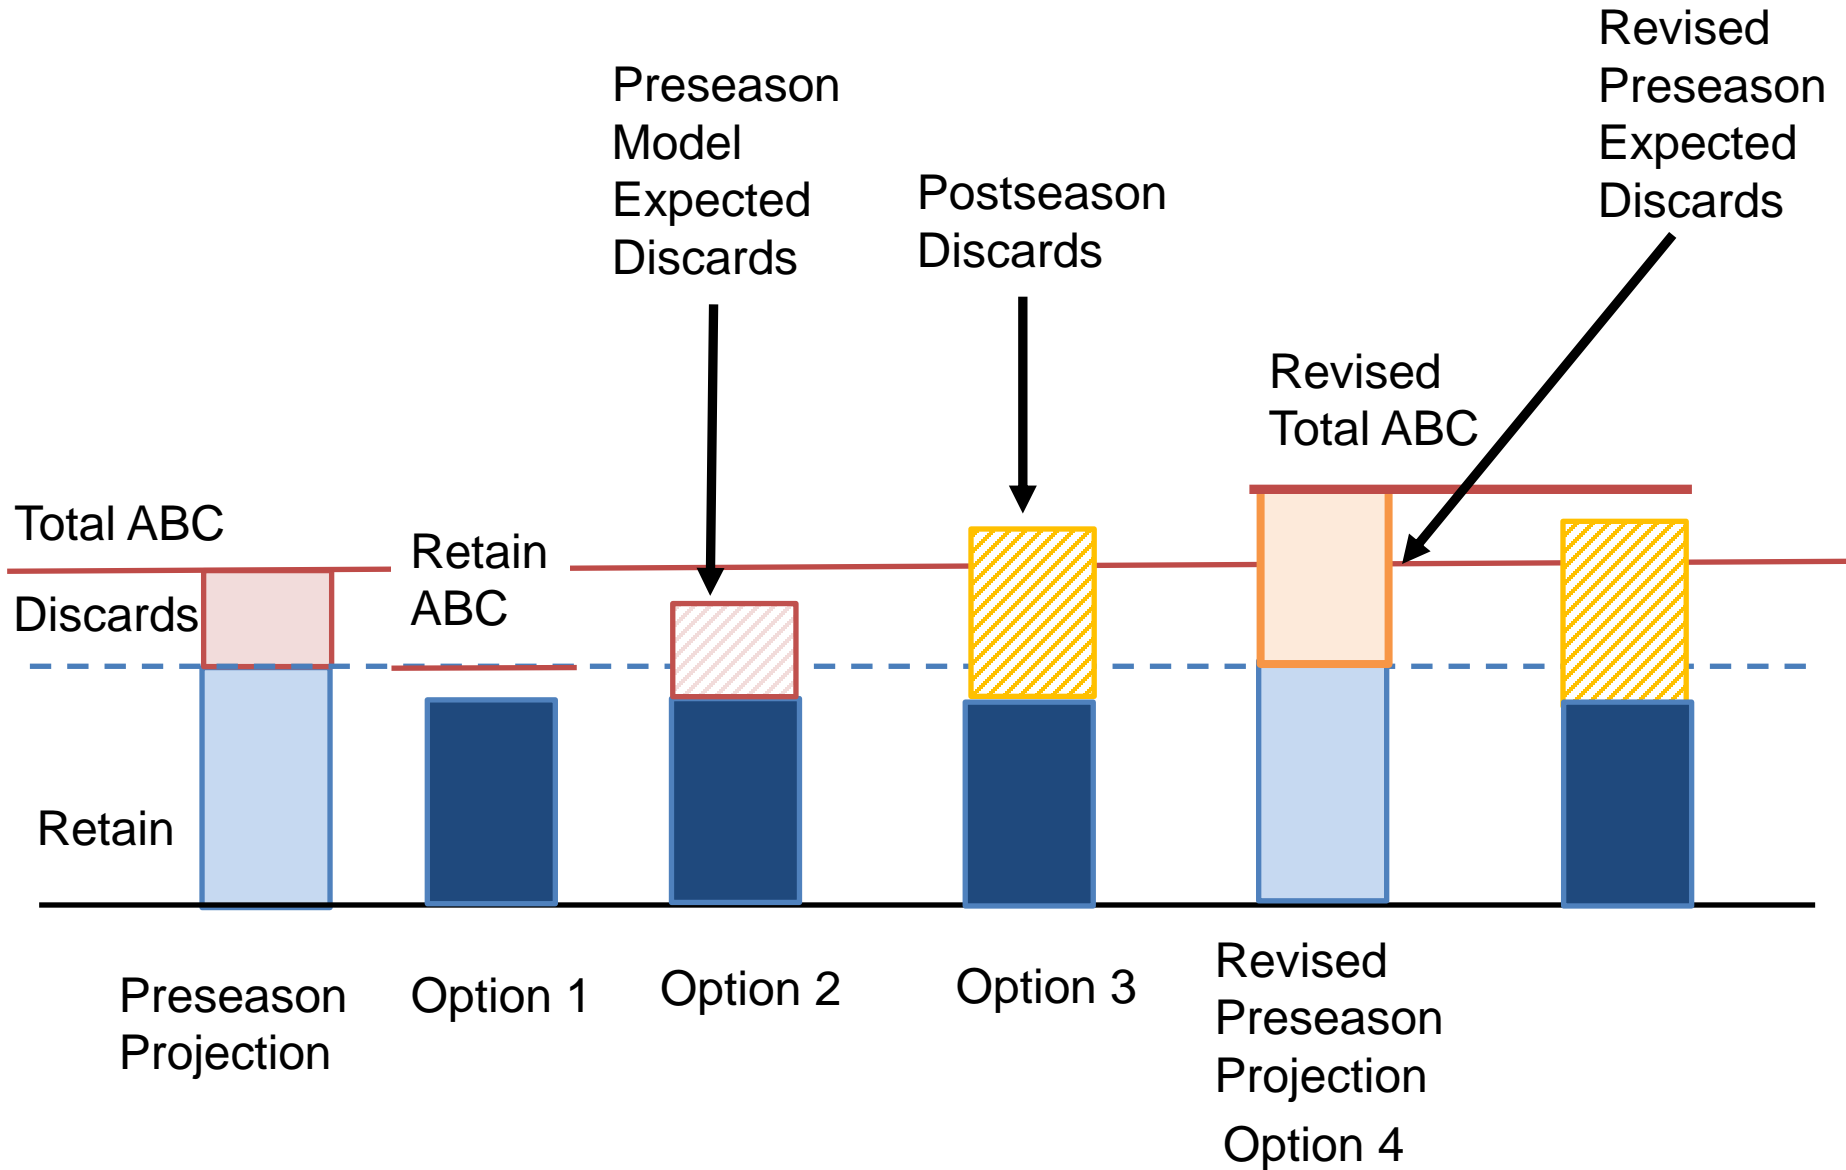 Revised
Preseason
Expected
Discards
Preseason
Model
Expected
Discards
Postseason
Discards
Revised
Total ABC
Total ABC
Retain
ABC
Discards
Retain
Preseason
Projection
Option 1
Option 2
Option 3
Revised
Preseason
Projection
Option 4